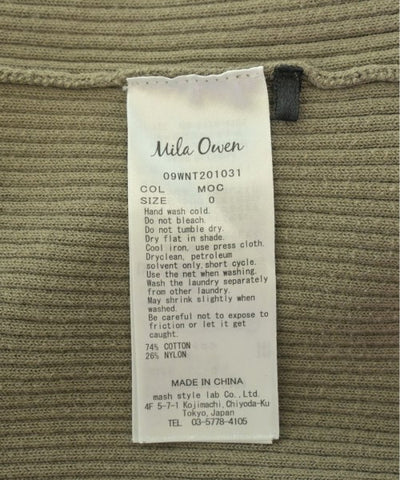 Mila Owen
09WNT201031
COL MOC
SIZE 0
Hand wash cold.
Do not bleach.
Do not tumble dry.
Dry flat in shade.
Cool iron, use press cloth.
Dryclean, petroleum
solvent only,short cycle.
Use the net when washing.
Wash the laundry separately
from other laundry.
May shrink slightly when
washed.
Be careful not to expose to
friction or let it get
caught.
74% COTTON
26% NYLON
MADE IN CHINA
mash style lab Co.,Ltd.
4F 5-7-1 Kojimachi,Chiyoda-Ku
Tokyo,Japan
TEL 03-5778-4105